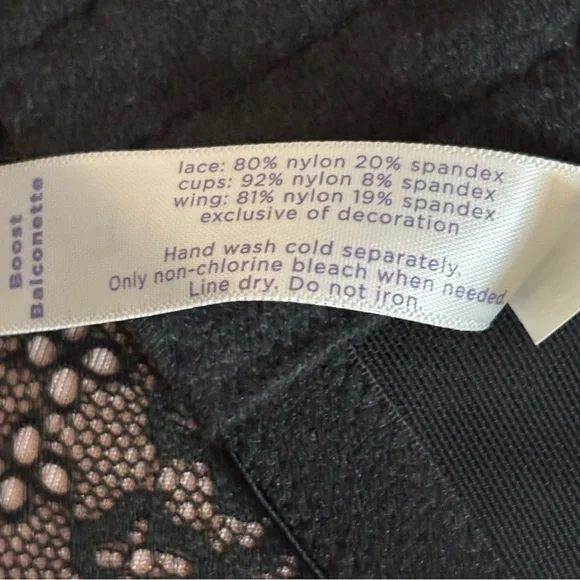 Boost
Balconette
lace: 80% nylon 20% spandex
cups: 92% nylon 8% spandex
wing: 81% nylon 19% spandex
exclusive of decoration
Hand wash cold separately.
Only non-chlorine bleach when needed
Line dry. Do not iron.